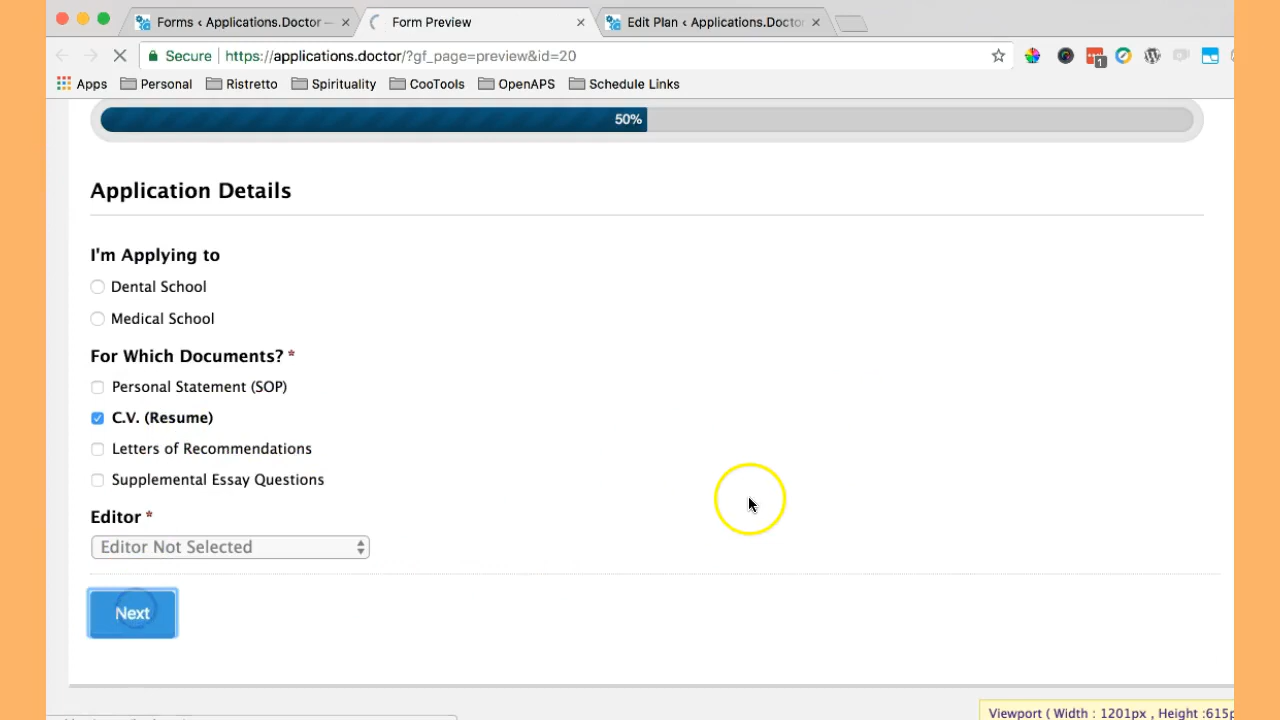 Forms ‹ Applications.Doctor —
Form Preview
Edit Plan ‹ Applications.Docto
Secure
https://applications.doctor/?gf_page=preview&id=20
1
Apps
Personal
Ristretto
Spirituality
CooTools
OpenAPS
Schedule Links
50%
Application Details
I'm Applying to
Dental School
Medical School
For Which Documents? *
Personal Statement (SOP)
C.V. (Resume)
Letters of Recommendations
Supplemental Essay Questions
Editor *
Editor Not Selected
Next
Viewport ( Width : 1201px , Height :615p